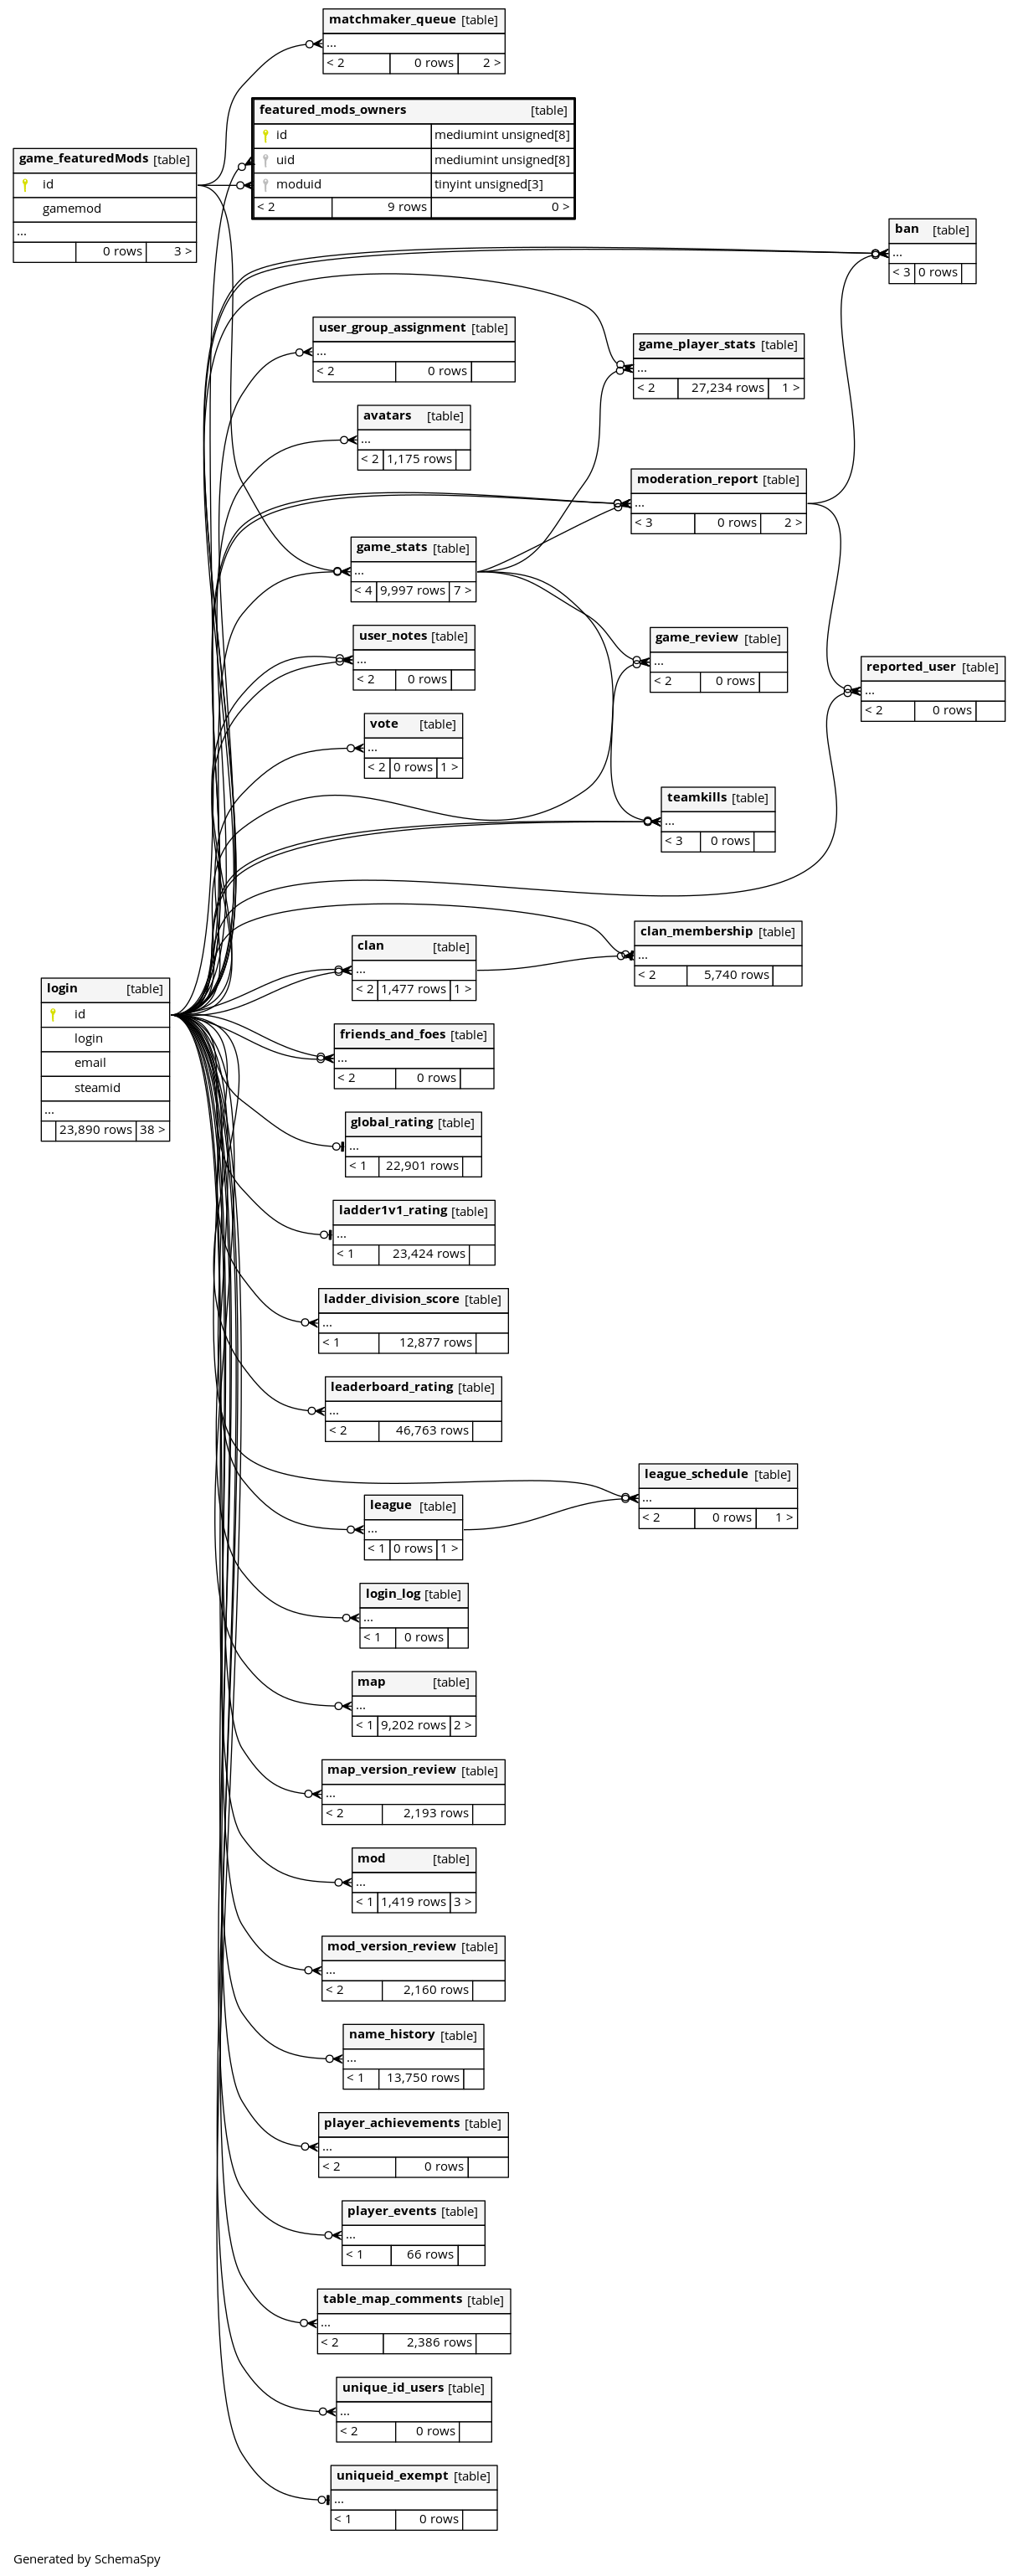 matchmaker_queue [table]
...
< 2 0 rows 2 >
featured_mods_owners [table]
id mediumint unsigned[8]
uid mediumint unsigned[8]
moduid tinyint unsigned[3]
< 2 9 rows 0 >
game_featuredMods [table]
id
gamemod
...
0 rows 3 >
ban [table]
...
< 3 0 rows
user_group_assignment [table]
...
< 2 0 rows
game_player_stats [table]
...
< 2 27,234 rows 1 >
avatars [table]
...
< 2 1,175 rows
moderation_report [table]
...
< 3 0 rows 2 >
game_stats [table]
...
< 4 9,997 rows 7 >
user_notes [table]
...
< 2 0 rows
game_review [table]
...
< 2 0 rows
reported_user [table]
...
< 2 0 rows
vote [table]
...
< 2 0 rows 1 >
teamkills [table]
...
< 3 0 rows
clan_membership [table]
...
< 2 5,740 rows
clan [table]
...
< 2 1,477 rows 1 >
login [table]
id
login
email
steamid
...
23,890 rows 38 >
friends_and_foes [table]
...
< 2 0 rows
global_rating [table]
...
< 1 22,901 rows
ladder1v1_rating [table]
...
< 1 23,424 rows
ladder_division_score [table]
...
< 1 12,877 rows
leaderboard_rating [table]
...
< 2 46,763 rows
league_schedule [table]
...
< 2 0 rows 1 >
league [table]
...
< 1 0 rows 1 >
login_log [table]
...
< 1 0 rows
map [table]
...
< 1 9,202 rows 2 >
map_version_review [table]
...
< 2 2,193 rows
mod [table]
...
< 1 1,419 rows 3 >
mod_version_review [table]
...
< 2 2,160 rows
name_history [table]
...
< 1 13,750 rows
player_achievements [table]
...
< 2 0 rows
player_events [table]
...
< 1 66 rows
table_map_comments [table]
...
< 2 2,386 rows
unique_id_users [table]
...
< 2 0 rows
uniqueid_exempt [table]
...
< 1 0 rows
Generated by SchemaSpy